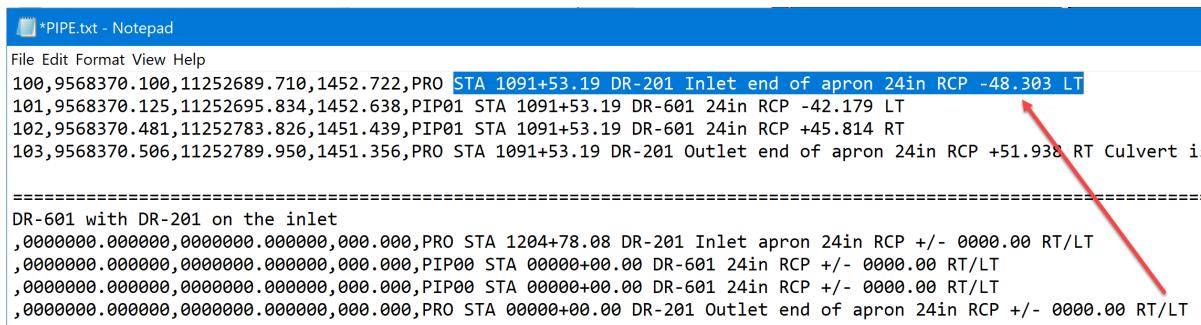 *PIPE.txt - Notepad
File Edit Format View Help
100,9568370.100,11252689.710,1452.722,PRO STA 1091+53.19 DR-201 Inlet end of apron 24in RCP -48.303 LT
101,9568370.125,11252695.834,1452.638,PIP01 STA 1091+53.19 DR-601 24in RCP -42.179 LT
102,9568370.481,11252783.826,1451.439,PIP01 STA 1091+53.19 DR-601 24in RCP +45.814 RT
103,9568370.506,11252789.950,1451.356,PRO STA 1091+53.19 DR-201 Outlet end of apron 24in RCP +51.938 RT Culvert i
================================================================================
DR-601 with DR-201 on the inlet
,0000000.000000,0000000.000000,000.000,PRO STA 1204+78.08 DR-201 Inlet apron 24in RCP +/- 0000.00 RT/LT
,0000000.000000,0000000.000000,000.000,PIP00 STA 00000+00.00 DR-601 24in RCP +/- 0000.00 RT/LT
,0000000.000000,0000000.000000,000.000,PIP00 STA 00000+00.00 DR-601 24in RCP +/- 0000.00 RT/LT
,0000000.000000,0000000.000000,000.000,PRO STA 00000+00.00 DR-201 Outlet end of apron 24in RCP +/- 0000.00 RT/LT